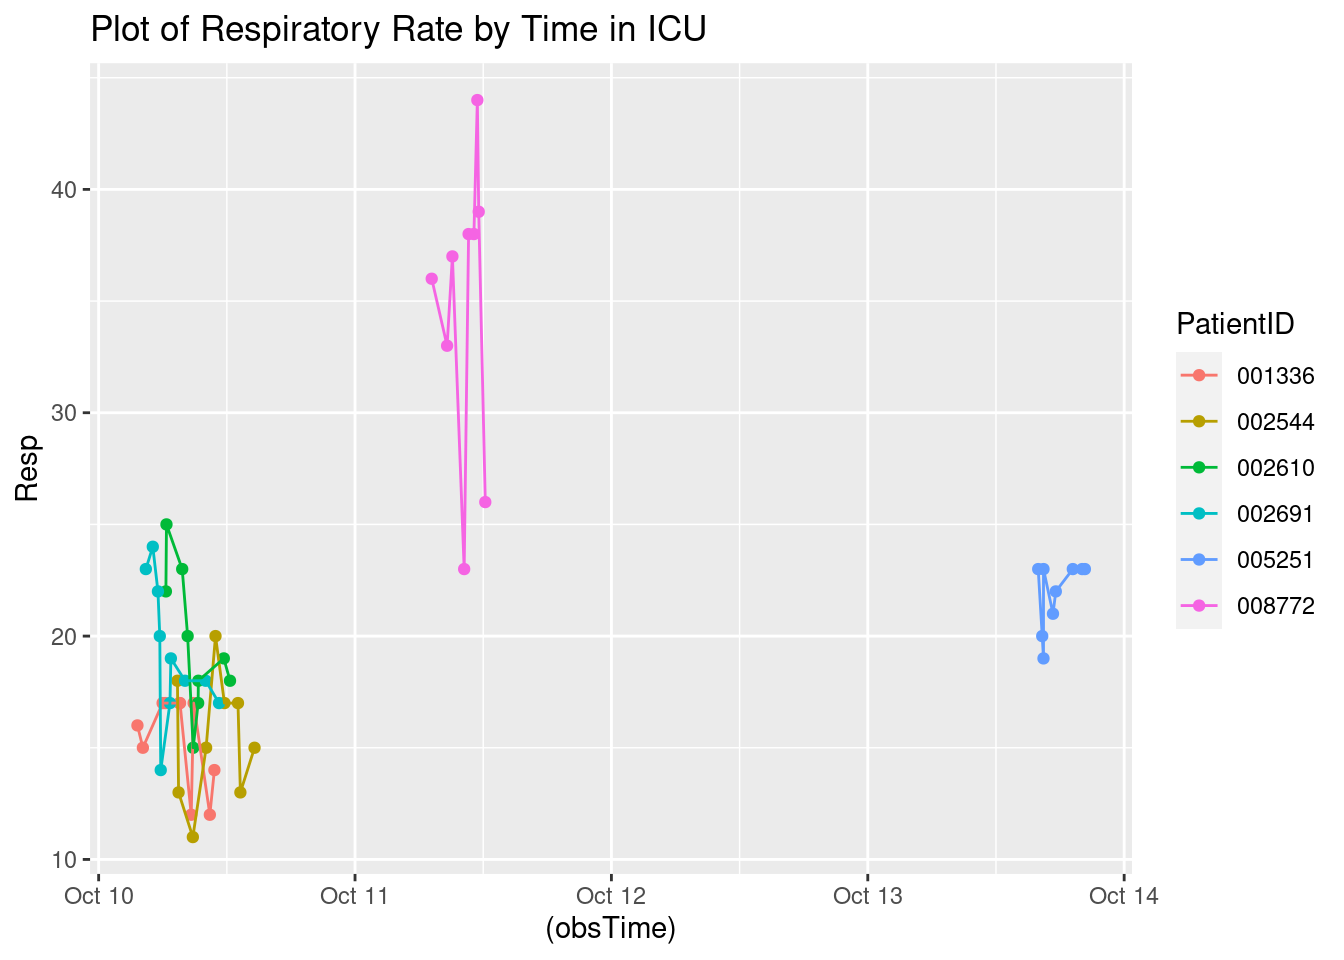 Plot of Respiratory Rate by Time in ICU
Resp
40
30
20
10
Oct 10
Oct 11
Oct 12
Oct 13
Oct 14
(obsTime)
PatientID
001336
002544
002610
002691
005251
008772